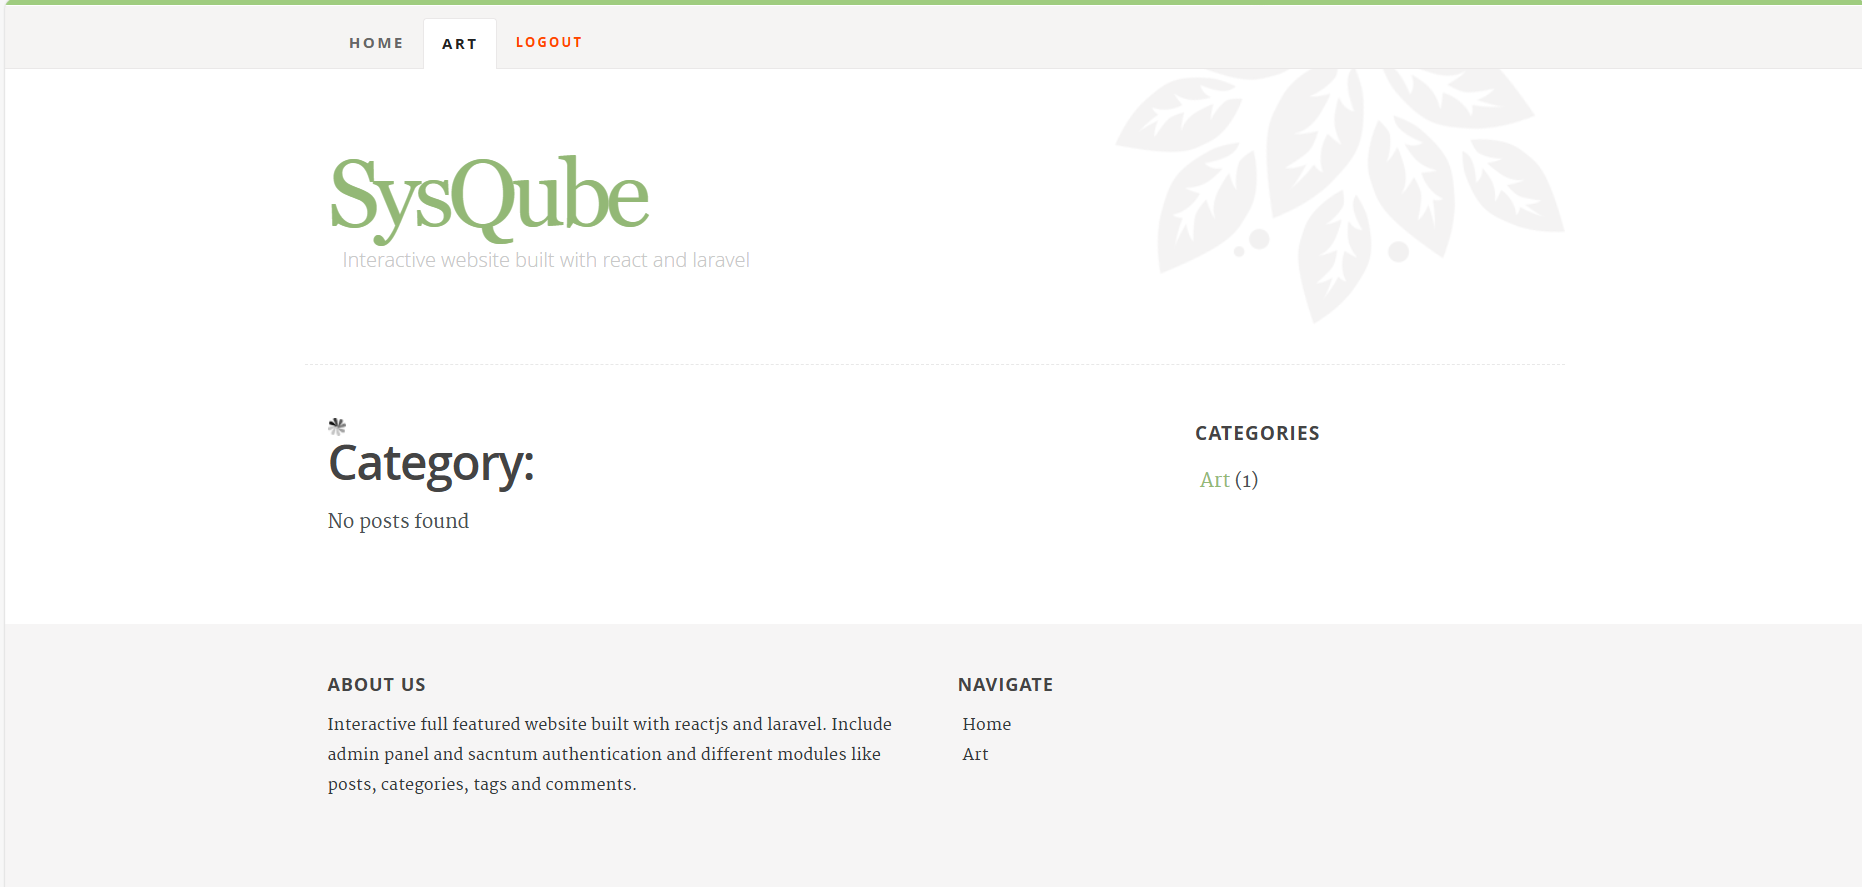 HOME ART LOGOUT
SysQube
Interactive website built with react and laravel
Category:
No posts found
CATEGORIES
Art (1)
ABOUT US
Interactive full featured website built with reactjs and laravel. Include
admin panel and sacntum authentication and different modules like
posts, categories, tags and comments.
NAVIGATE
Home
Art